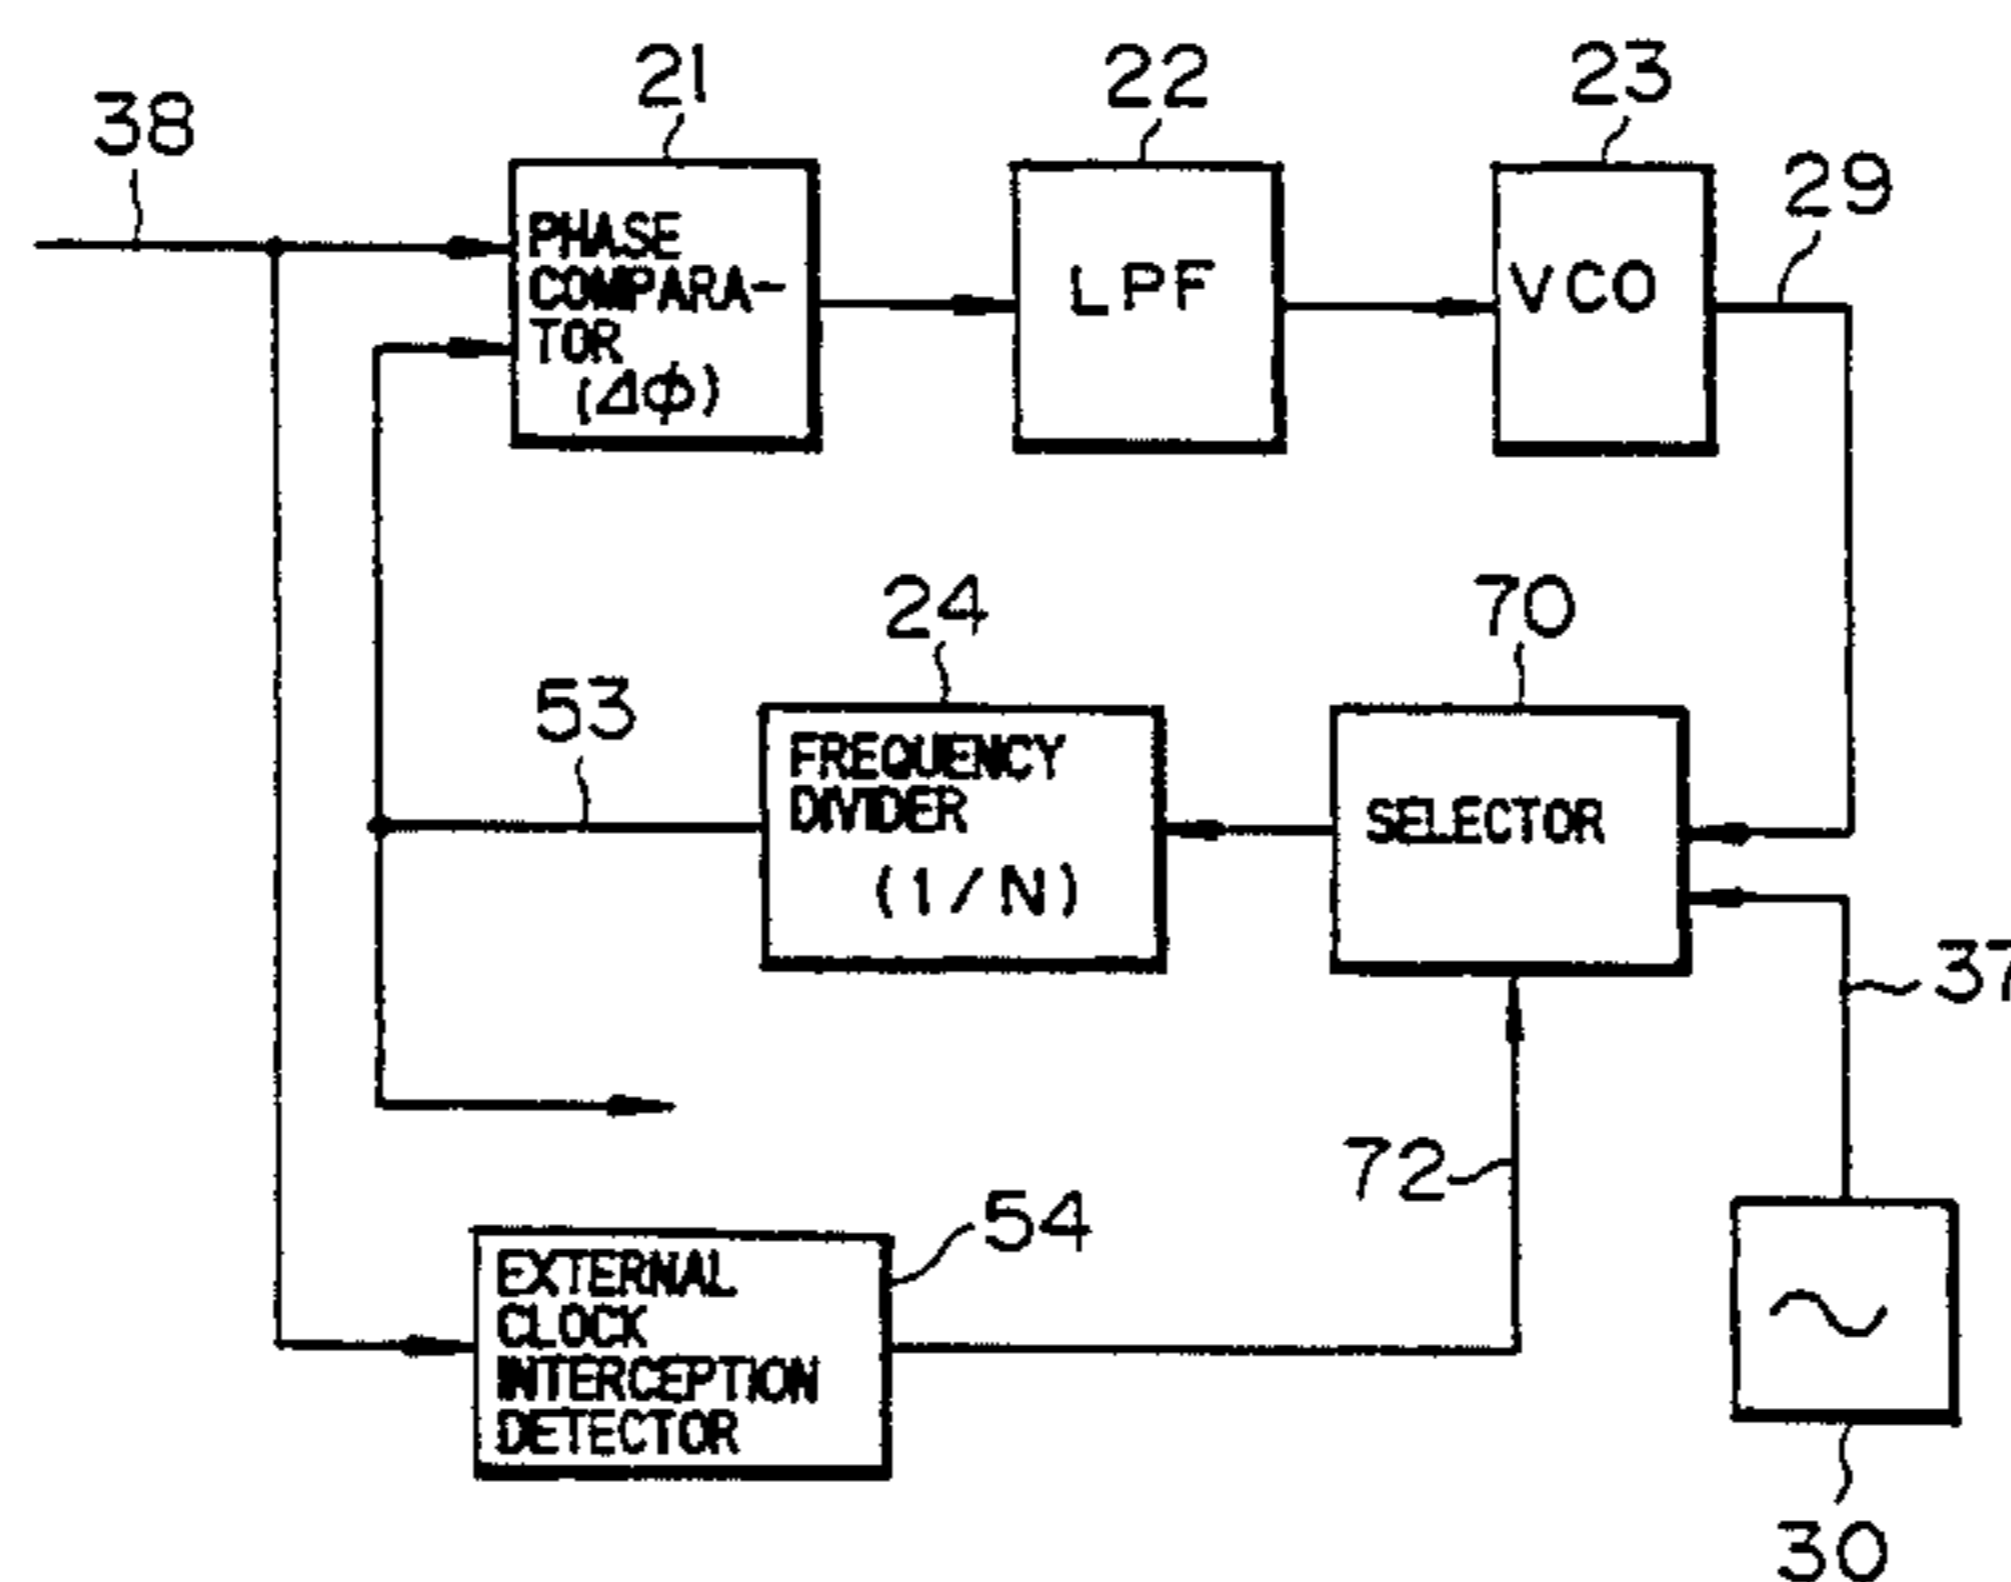 21
22
23
38
29
PHASE
COMPARA-
TOR
(Δϕ)
LPF
VCO
24
70
53
FREQUENCY
DIVIDER
(1/N)
SELECTOR
37
72
54
EXTERNAL
CLOCK
INTERCEPTION
DETECTOR
30